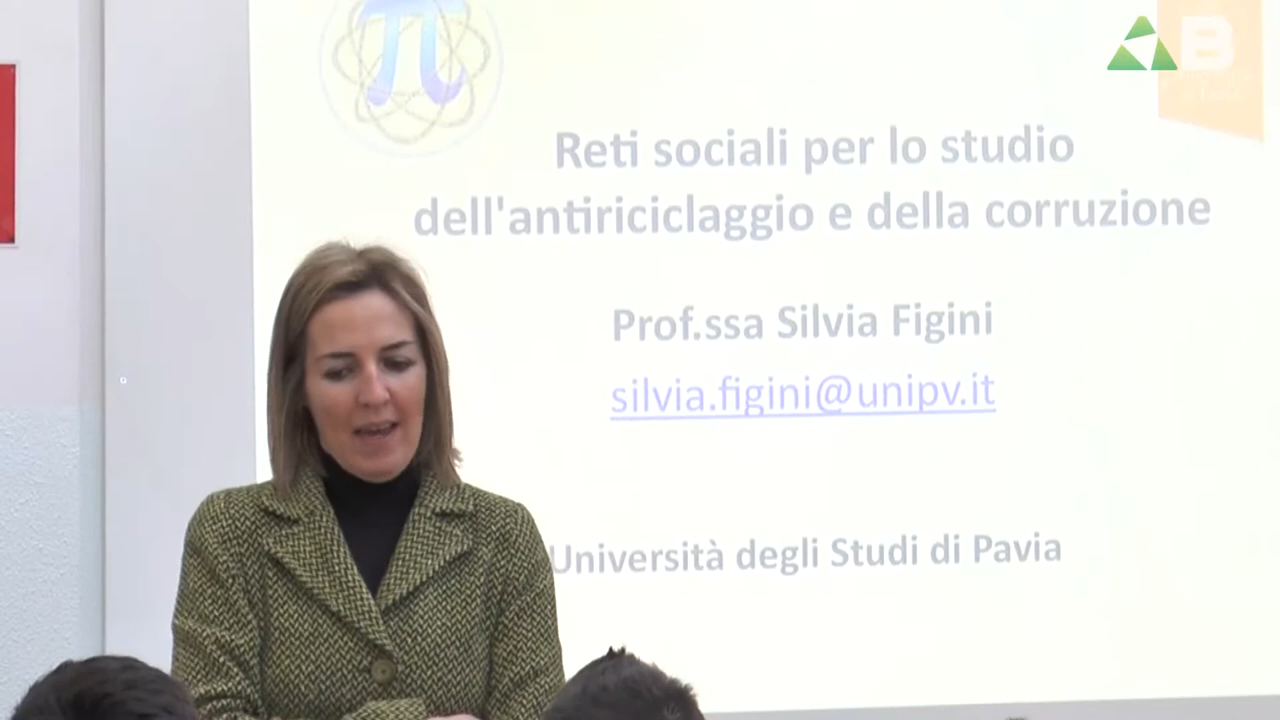 π
B
Reti sociali per lo studio
dell'antiriciclaggio e della corruzione
Prof.ssa Silvia Figini
silvia.figini@unipv.it
Università degli Studi di Pavia